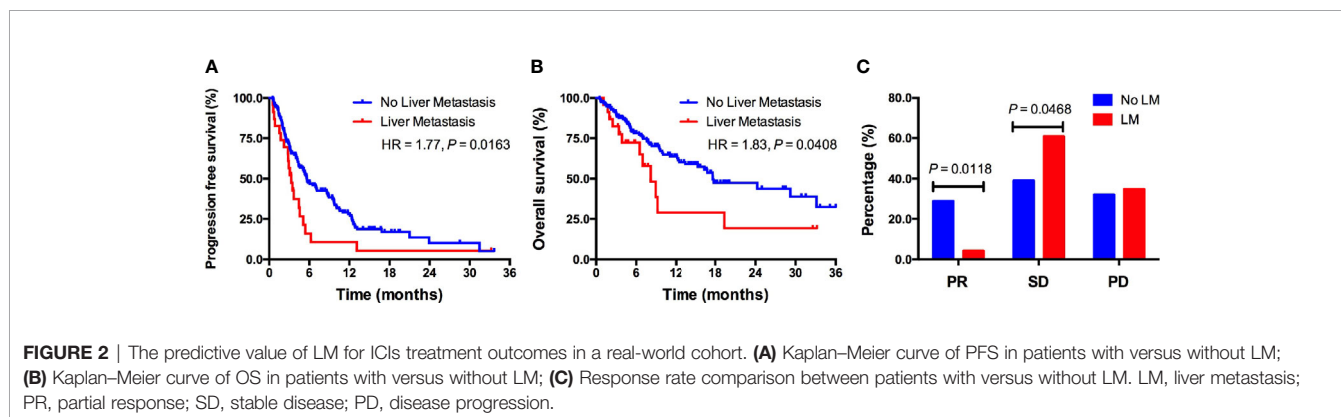 A
Progression free survival (%)
100.0
75.0
50.0
25.0
0.0
No Liver Metastasis
Liver Metastasis
HR = 1.77, P = 0.0163
0 6 12 18 24 30 36
Time (months)
B
Overall survival (%)
100.0
75.0
50.0
25.0
0.0
No Liver Metastasis
Liver Metastasis
HR = 1.83, P = 0.0408
0 6 12 18 24 30 36
Time (months)
C
Percentage (%)
80.0
60.0
40.0
20.0
0.0
P = 0.0118
P = 0.0468
No LM
LM
PR SD PD
FIGURE 2 | The predictive value of LM for ICIs treatment outcomes in a real-world cohort. (A) Kaplan–Meier curve of PFS in patients with versus without LM;
(B) Kaplan–Meier curve of OS in patients with versus without LM; (C) Response rate comparison between patients with versus without LM. LM, liver metastasis;
PR, partial response; SD, stable disease; PD, disease progression.